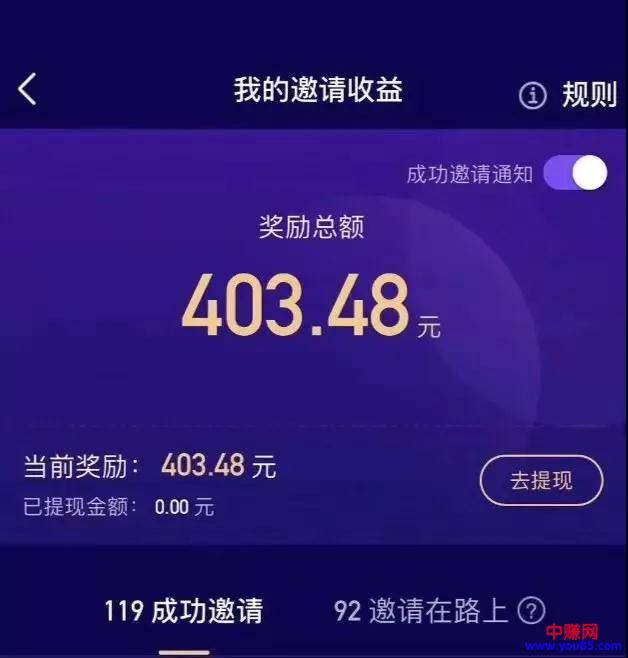 我的邀请收益
规则
成功邀请通知
奖励总额
403.48 元
当前奖励： 403.48 元
去提现
已提现金额： 0.00 元
119 成功邀请
92 邀请在路上 ?
中赚网
www.you85.com